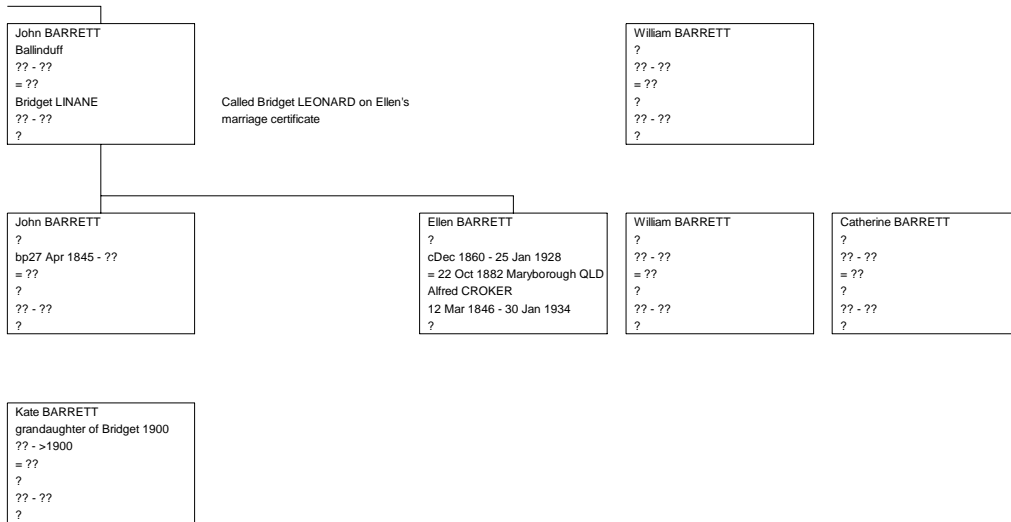 John BARRETT
Ballinduff
?? - ??
= ??
Bridget LINANE
?? - ??
?
Called Bridget LEONARD on Ellen's
marriage certificate
William BARRETT
?
?? - ??
= ??
?
?? - ??
?
John BARRETT
?
bp27 Apr 1845 - ??
= ??
?
?? - ??
?
Ellen BARRETT
?
cDec 1860 - 25 Jan 1928
= 22 Oct 1882 Maryborough QLD
Alfred CROKER
12 Mar 1846 - 30 Jan 1934
?
William BARRETT
?
?? - ??
= ??
?
?? - ??
?
Catherine BARRETT
?
?? - ??
= ??
?
?? - ??
?
Kate BARRETT
grandaughter of Bridget 1900
?? - >1900
= ??
?
?? - ??
?